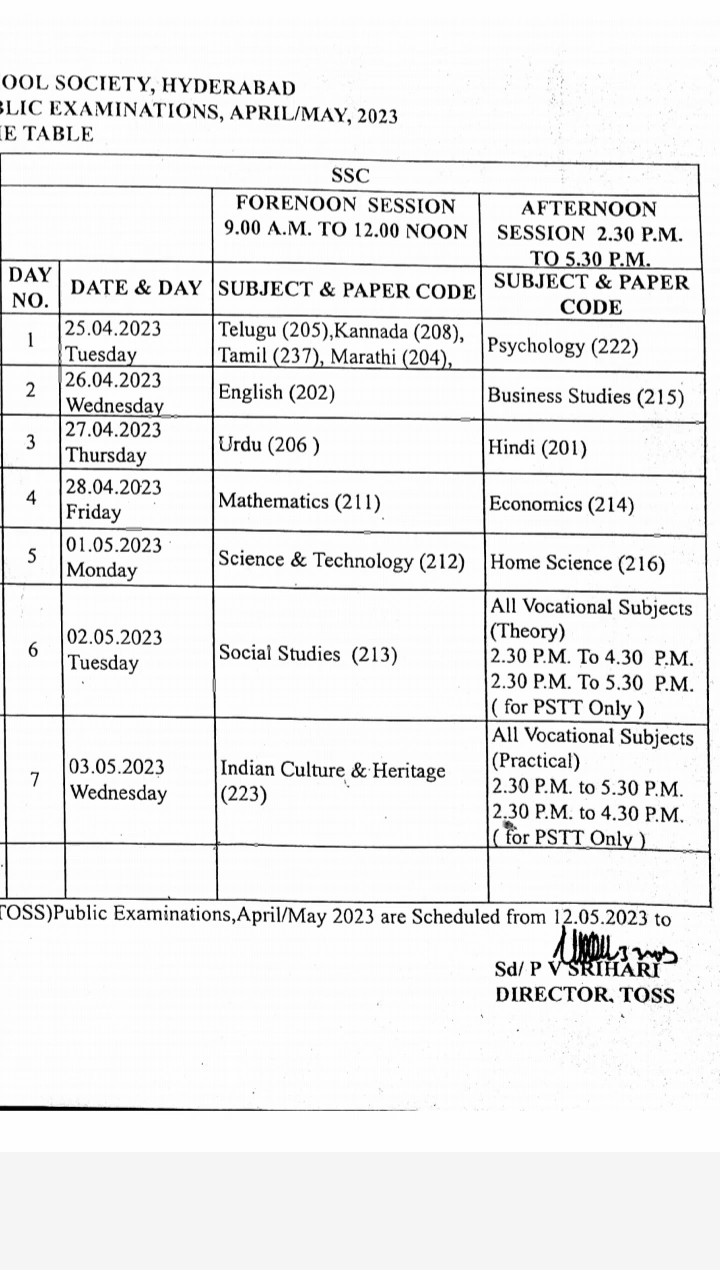 OOL SOCIETY, HYDERABAD
BLIC EXAMINATIONS, APRIL/MAY, 2023
IE TABLE
SSC
FORENOON SESSION
9.00 A.M. TO 12.00 NOON
AFTERNOON
SESSION 2.30 P.M.
TO 5.30 P.M.
DAY
NO.
DATE & DAY
SUBJECT & PAPER CODE
SUBJECT & PAPER
CODE
1
25.04.2023
Tuesday
Telugu (205),Kannada (208),
Tamil (237), Marathi (204),
Psychology (222)
2
26.04.2023
Wednesday
English (202)
Business Studies (215)
3
27.04.2023
Thursday
Urdu (206 )
Hindi (201)
4
28.04.2023
Friday
Mathematics (211)
Economics (214)
5
01.05.2023
Monday
Science & Technology (212)
Home Science (216)
6
02.05.2023
Tuesday
Social Studies (213)
All Vocational Subjects
(Theory)
2.30 P.M. To 4.30 P.M.
2.30 P.M. To 5.30 P.M.
( for PSTT Only )
7
03.05.2023
Wednesday
Indian Culture & Heritage
(223)
All Vocational Subjects
(Practical)
2.30 P.M. to 5.30 P.M.
2.30 P.M. to 4.30 P.M.
( for PSTT Only )
TOSS)Public Examinations,April/May 2023 are Scheduled from 12.05.2023 to
Sd/ P V SRIHARI
DIRECTOR, TOSS